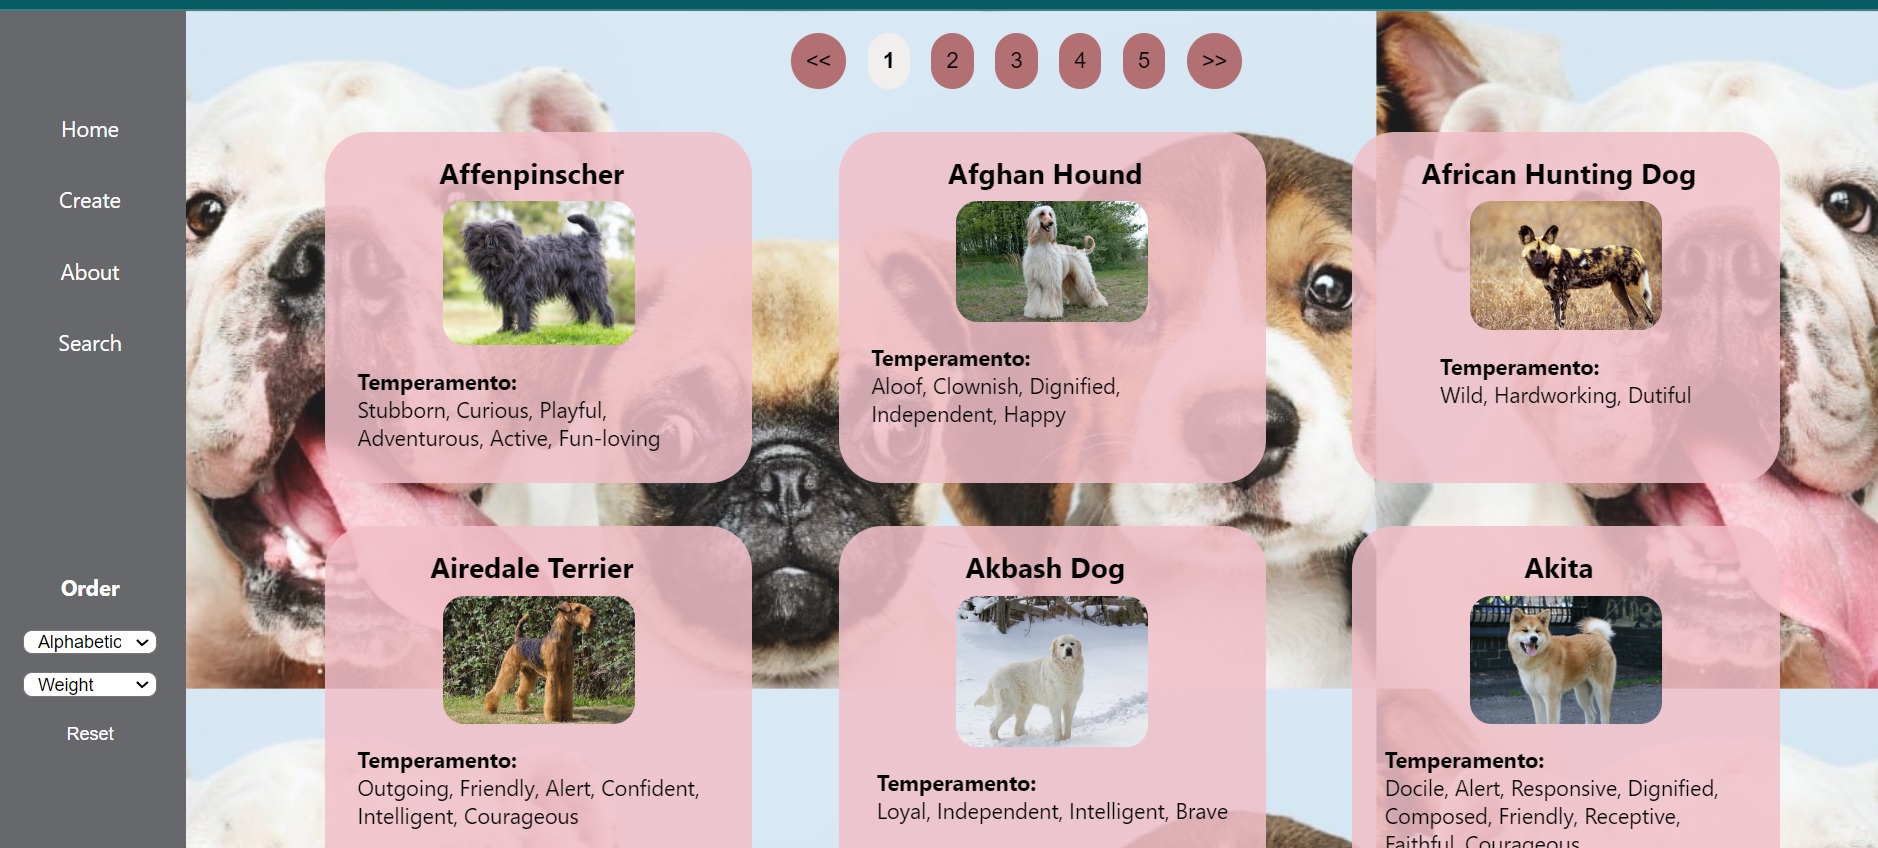 << 1 2 3 4 5 >>
Home
Create
About
Search
Order
Alphabetic
Weight
Reset
Affenpinscher
Temperamento:
Stubborn, Curious, Playful,
Adventurous, Active, Fun-loving
Afghan Hound
Temperamento:
Aloof, Clownish, Dignified,
Independent, Happy
African Hunting Dog
Temperamento:
Wild, Hardworking, Dutiful
Airedale Terrier
Temperamento:
Outgoing, Friendly, Alert, Confident,
Intelligent, Courageous
Akbash Dog
Temperamento:
Loyal, Independent, Intelligent, Brave
Akita
Temperamento:
Docile, Alert, Responsive, Dignified,
Composed, Friendly, Receptive,
Faithful, Courageous